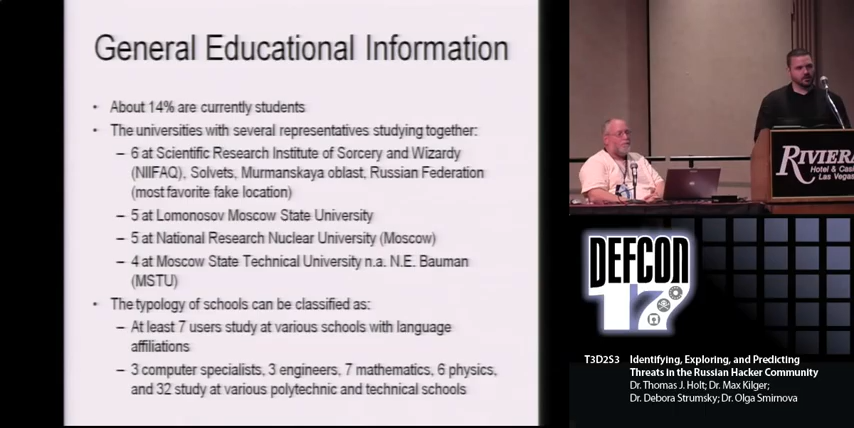 General Educational Information
• About 14% are currently students
• The universities with several representatives studying together:
– 6 at Scientific Research Institute of Sorcery and Wizardy
(NIIFAQ), Solvets, Murmanskaya oblast, Russian Federation
(most favorite fake location)
– 5 at Lomonosov Moscow State University
– 5 at National Research Nuclear University (Moscow)
– 4 at Moscow State Technical University n.a. N.E. Bauman
(MSTU)
• The typology of schools can be classified as:
– At least 7 users study at various schools with language
affiliations
– 3 computer specialists, 3 engineers, 7 mathematics, 6 physics,
and 32 study at various polytechnic and technical schools
RIVIERA
Hotel & Cas
Las Vegas
DEFCON
17
T3D2S3 Identifying, Exploring, and Predicting
Threats in the Russian Hacker Community
Dr. Thomas J. Holt; Dr. Max Kilger;
Dr. Debora Strumsky; Dr. Olga Smirnova